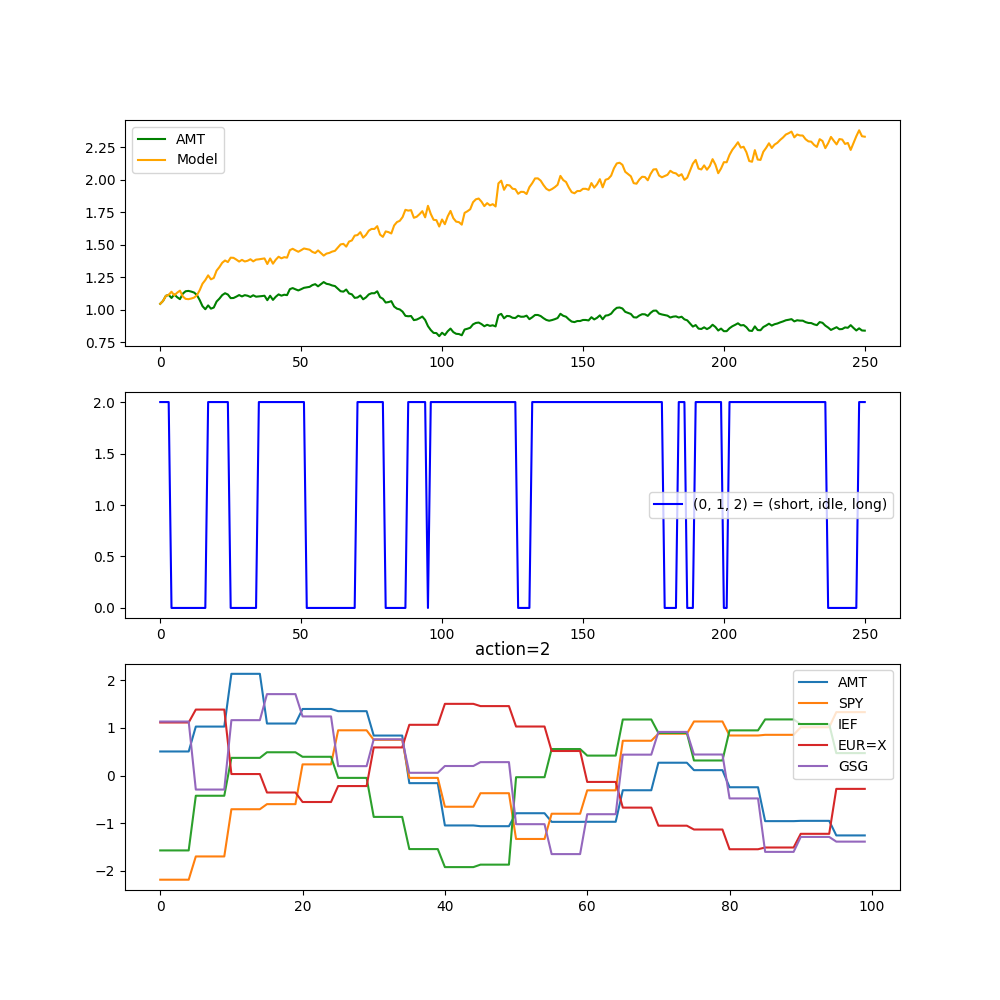 AMT
Model
2.25
2.00
1.75
1.50
1.25
1.00
0.75
0 50 100 150 200 250
2.0
1.5
1.0
0.5
0.0
(0, 1, 2) = (short, idle, long)
0 50 100 150 200 250
action=2
2
1
0
−1
−2
AMT
SPY
IEF
EUR=X
GSG
0 20 40 60 80 100